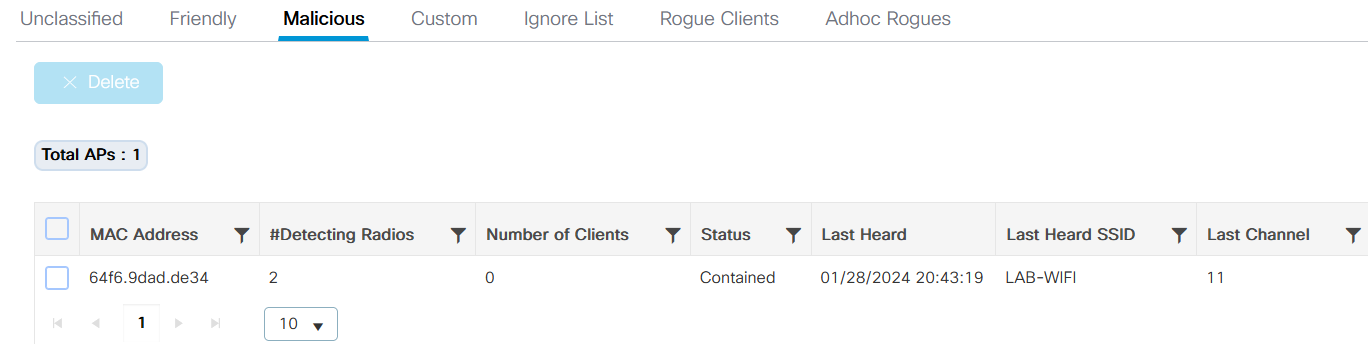 Unclassified Friendly Malicious Custom Ignore List Rogue Clients Adhoc Rogues
× Delete
Total APs : 1
MAC Address #Detecting Radios Number of Clients Status Last Heard Last Heard SSID Last Channel
64f6.9dad.de34 2 0 Contained 01/28/2024 20:43:19 LAB-WIFI 11
1 10